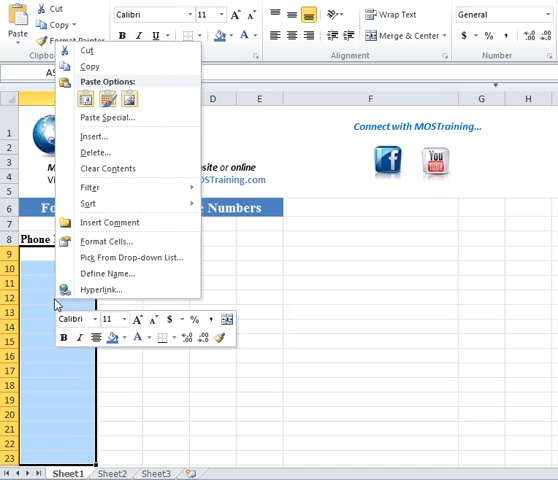 Cut
Copy
Paste
Format Painter
Calibri
11
A
A
B
I
U
Wrap Text
Merge & Center
General
$
%
,
Alignment
D
E
F
G
H
1
2
3
4
5
6
7
8
9
10
11
12
13
14
15
16
17
18
19
20
21
22
23
Connect with MOSTraining...
You
Tube
site or online
OSTraining.com
Fo
e Numbers
Phone
Cut
Copy
Paste Options:
Paste Special...
Insert...
Delete...
Clear Contents
Filter
Sort
Insert Comment
Format Cells...
Pick From Drop-down List...
Define Name...
Hyperlink...
Calibri
11
A
A
$
%
,
B
I
A
Sheet1
Sheet2
Sheet3